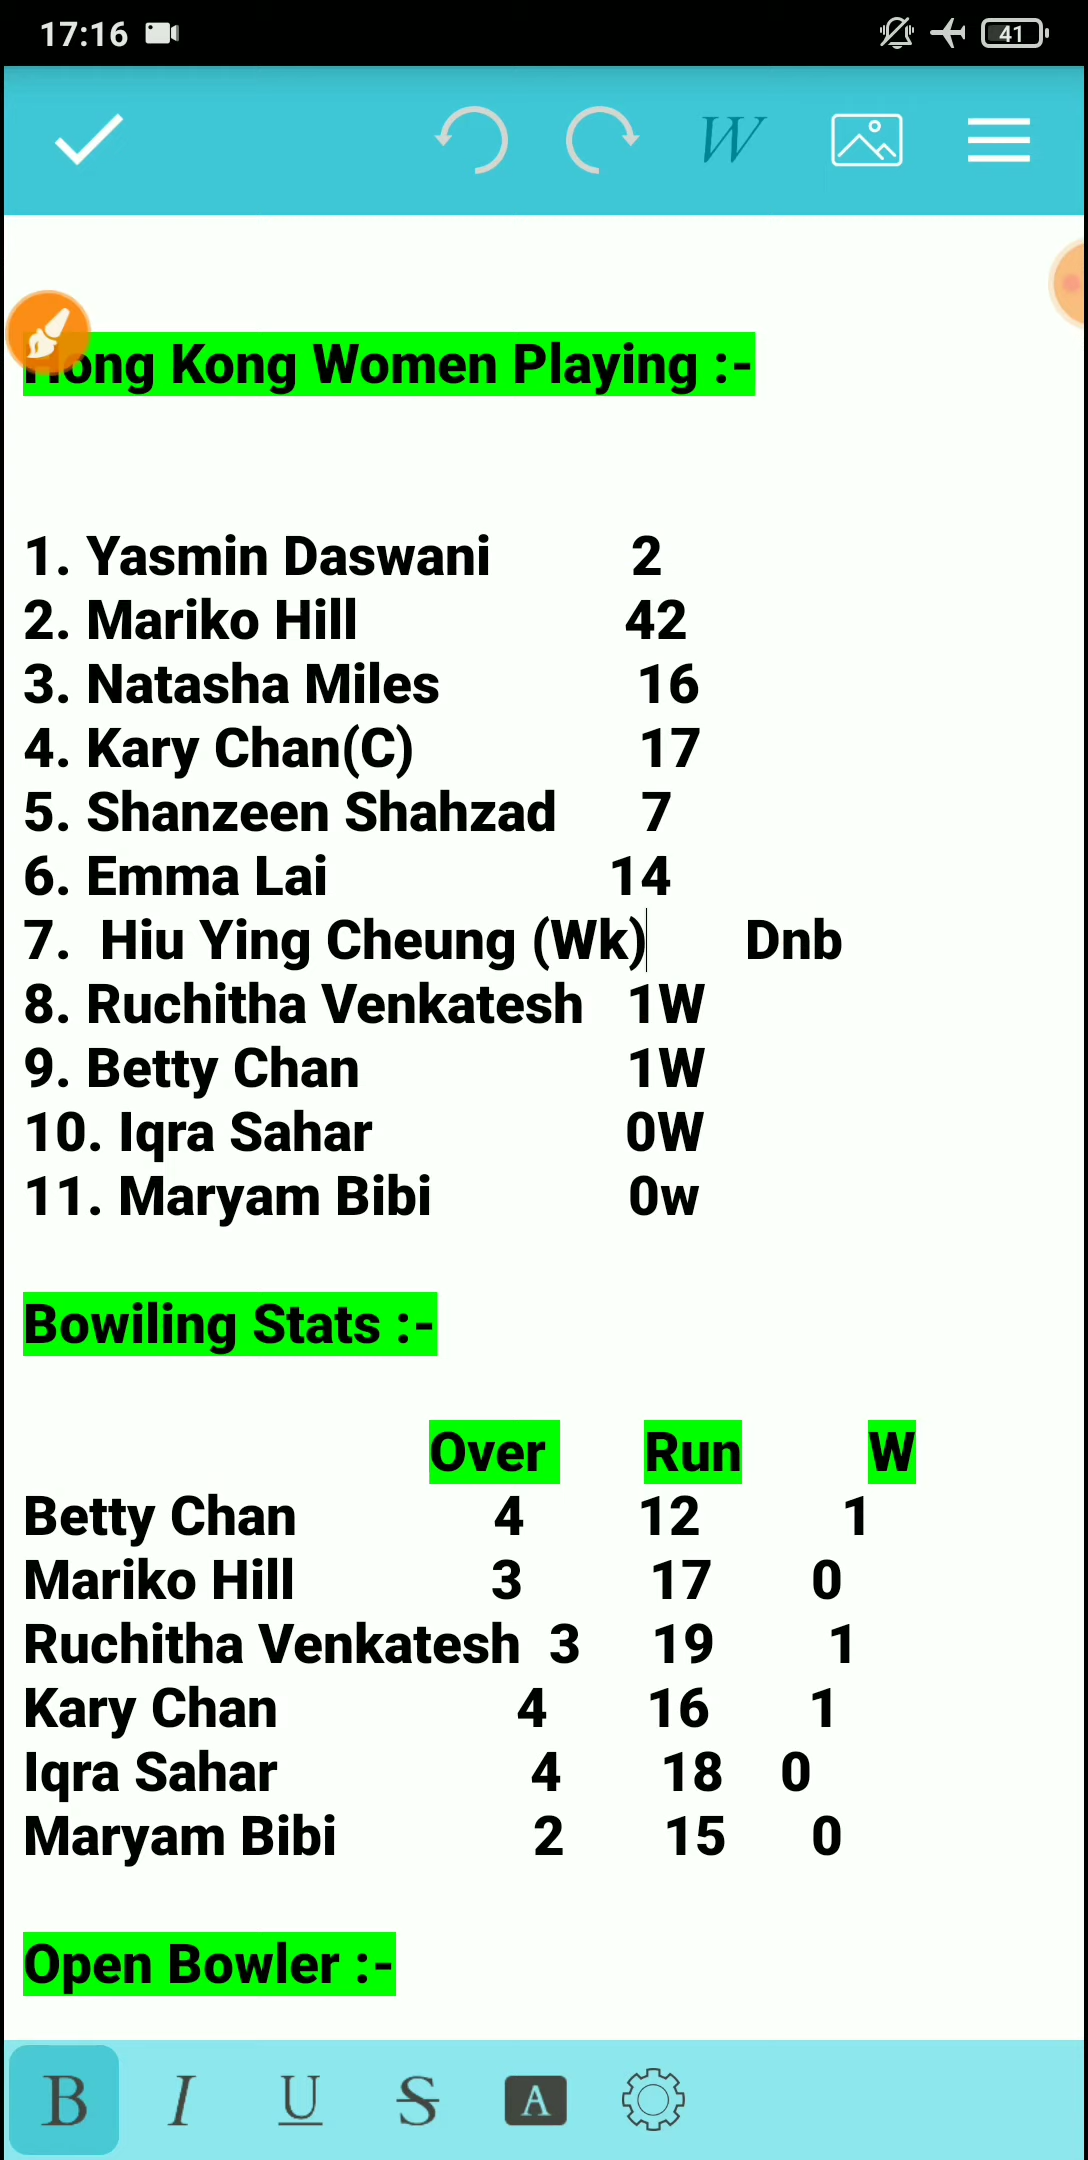 17:16
41
W
Hong Kong Women Playing :-
1. Yasmin Daswani 2
2. Mariko Hill 42
3. Natasha Miles 16
4. Kary Chan(C) 17
5. Shanzeen Shahzad 7
6. Emma Lai 14
7. Hiu Ying Cheung (Wk) Dnb
8. Ruchitha Venkatesh 1W
9. Betty Chan 1W
10. Iqra Sahar 0W
11. Maryam Bibi 0w
Bowiling Stats :-
Over Run W
Betty Chan 4 12 1
Mariko Hill 3 17 0
Ruchitha Venkatesh 3 19 1
Kary Chan 4 16 1
Iqra Sahar 4 18 0
Maryam Bibi 2 15 0
Open Bowler :-
B I U S A